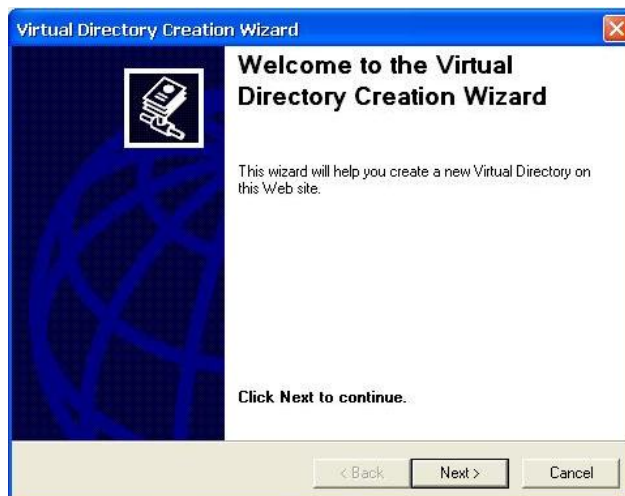 Virtual Directory Creation Wizard
Welcome to the Virtual
Directory Creation Wizard
This wizard will help you create a new Virtual Directory on
this Web site.
Click Next to continue.
< Back Next > Cancel